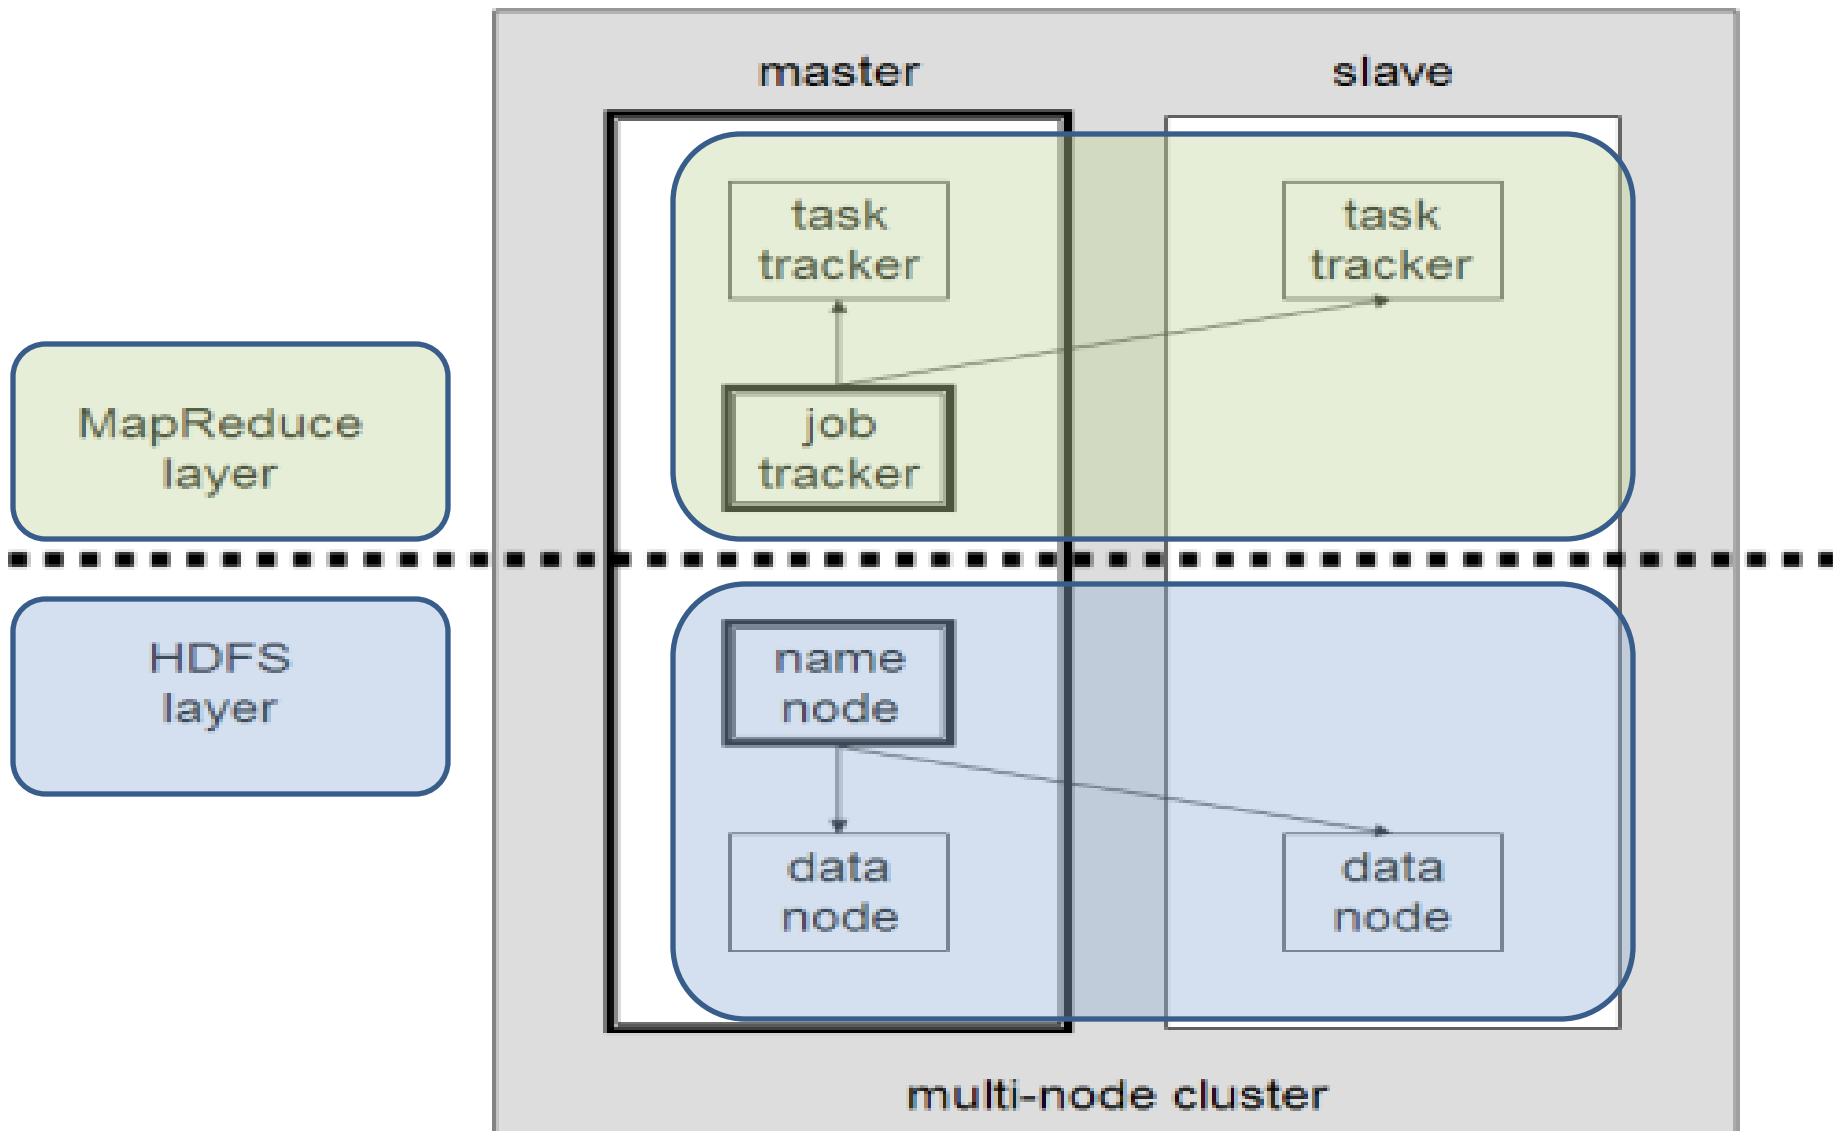 master
slave
task
tracker
task
tracker
MapReduce
layer
job
tracker
HDFS
layer
name
node
data
node
data
node
multi-node cluster